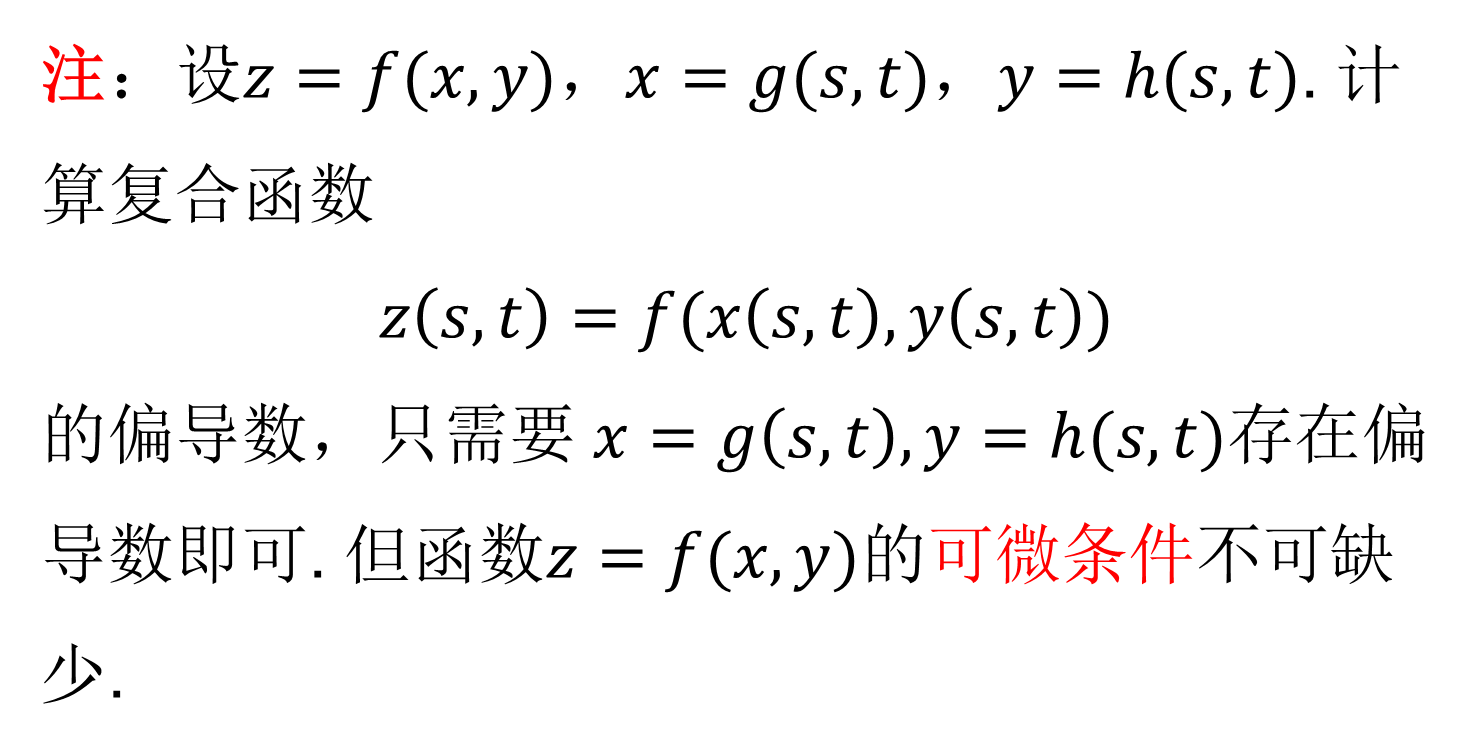 注：设z = f(x, y)，x = g(s, t)，y = h(s, t). 计
算复合函数
z(s, t) = f(x(s, t), y(s, t))
的偏导数，只需要 x = g(s, t), y = h(s, t)存在偏
导数即可. 但函数z = f(x, y)的可微条件不可缺
少.